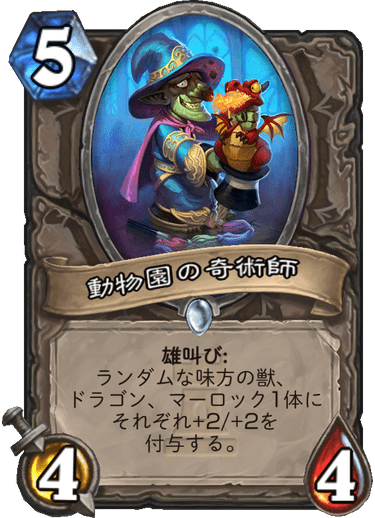 5
動物園の奇術師
雄叫び:
ランダムな味方の獣、
ドラゴン、マーロック1体に
それぞれ+2/+2を
付与する。
4
4